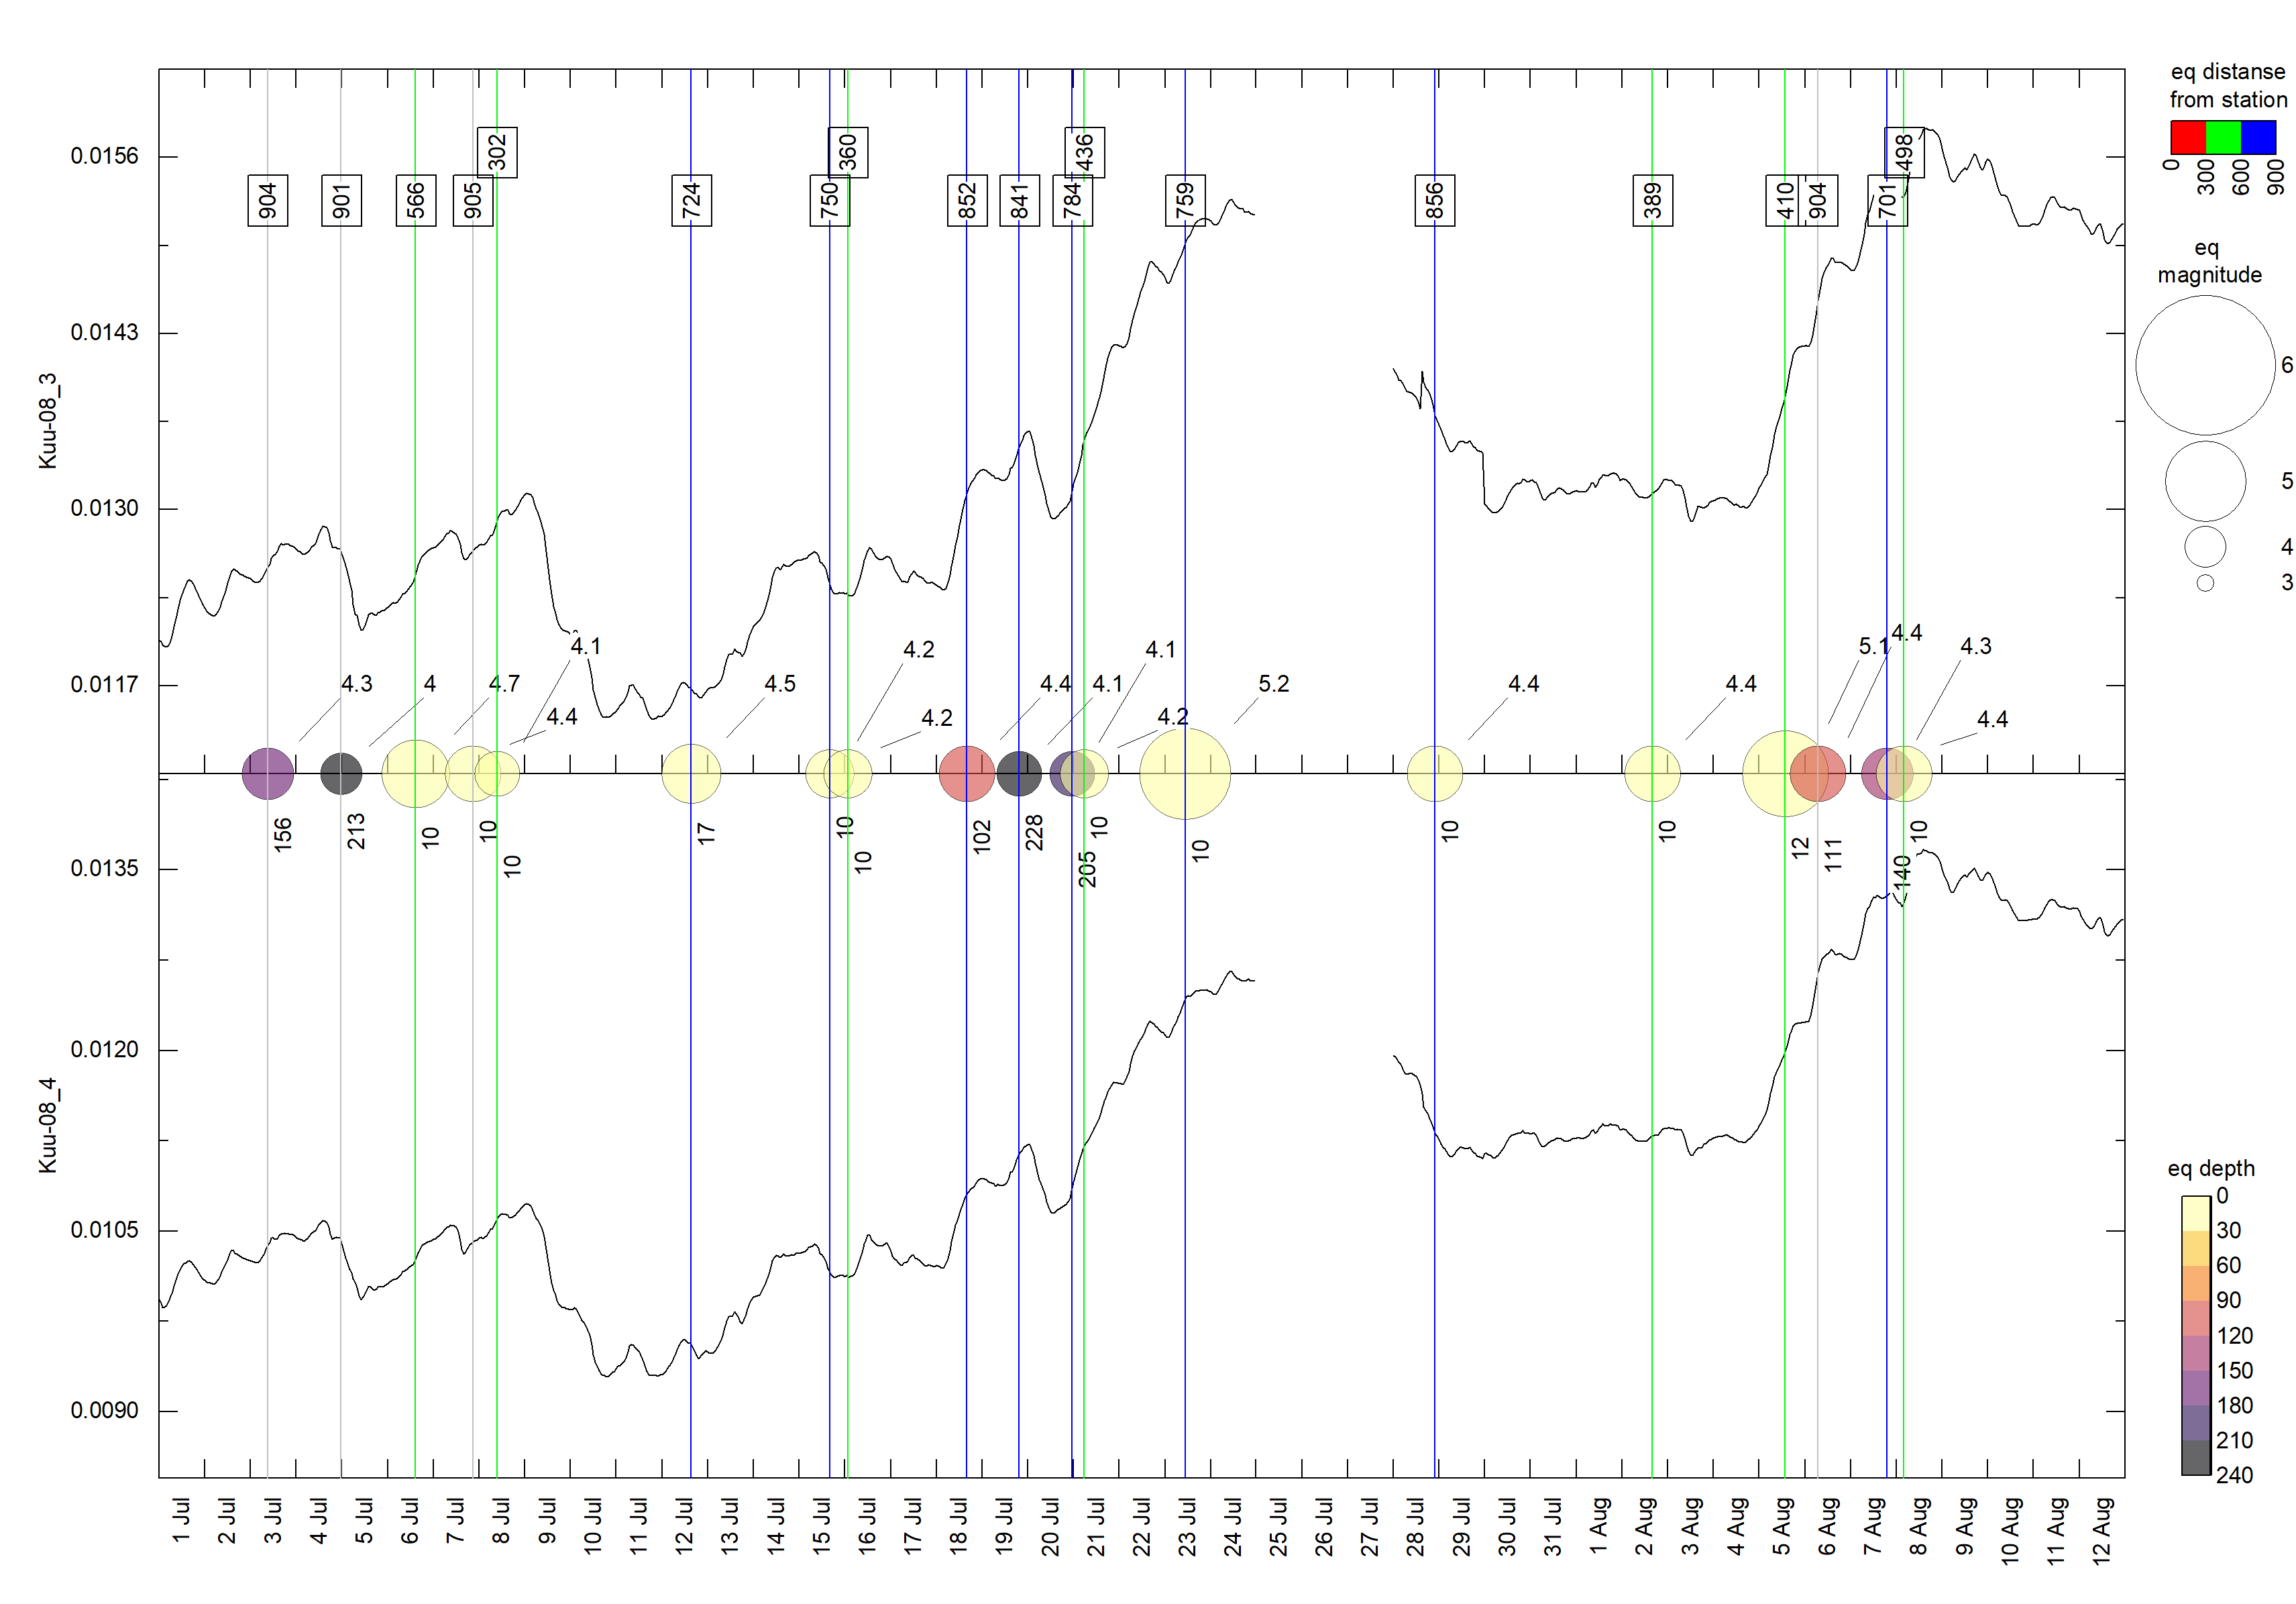 eq distanse
from station
0 300 600 900
302 360 436 498
904 901 566 905 724 750 852 841 784 759 856 389 410 904 701
eq
magnitude
6
5
4
3
Kuu-08_3
0.0156
0.0143
0.0130
0.0117
4.1 4.2 4.1 5.1 4.4 4.3
4.3 4 4.7 4.5 4.4 4.1 5.2 4.4 4.4
4.4 4.2 4.2 4.4
156 213 10 10 10 17 10 10 102 228 205 10 10 10 10 12 111 140 10
Kuu-08_4
0.0135
0.0120
0.0105
0.0090
eq depth
0
30
60
90
120
150
180
210
240
1 Jul 2 Jul 3 Jul 4 Jul 5 Jul 6 Jul 7 Jul 8 Jul 9 Jul 10 Jul 11 Jul 12 Jul 13 Jul 14 Jul 15 Jul 16 Jul 17 Jul 18 Jul 19 Jul 20 Jul 21 Jul 22 Jul 23 Jul 24 Jul 25 Jul 26 Jul 27 Jul 28 Jul 29 Jul 30 Jul 31 Jul 1 Aug 2 Aug 3 Aug 4 Aug 5 Aug 6 Aug 7 Aug 8 Aug 9 Aug 10 Aug 11 Aug 12 Aug